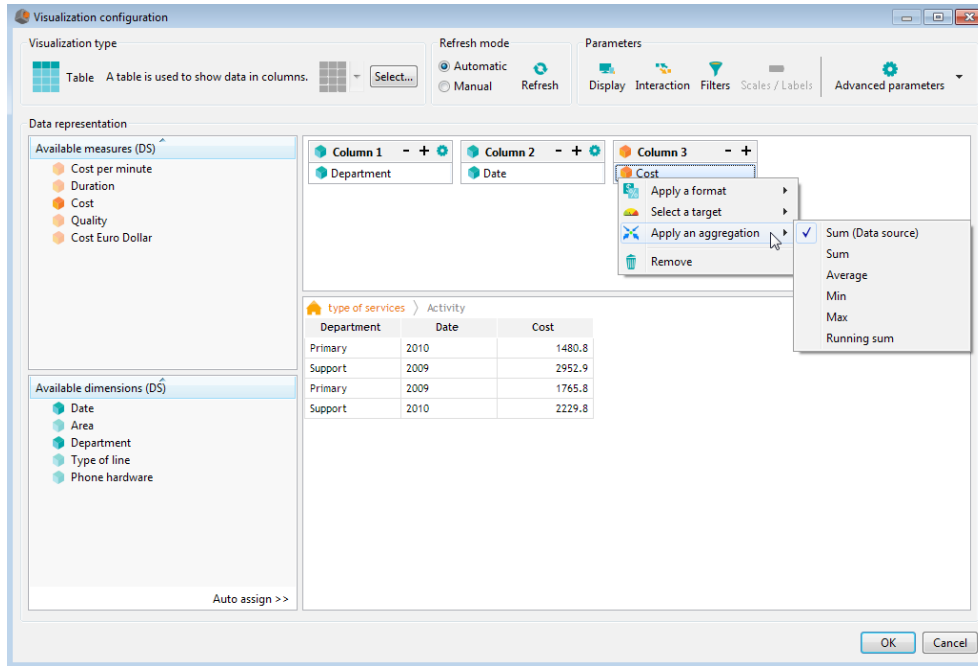 Visualization configuration
Visualization type
Refresh mode
Parameters
Table A table is used to show data in columns.
Select...
Automatic
Manual
Refresh
Display Interaction Filters Scales / Labels Advanced parameters
Data representation
Available measures (DS)
Cost per minute
Duration
Cost
Quality
Cost Euro Dollar
Column 1 - +
Department
Column 2 - +
Date
Column 3 - +
Cost
Apply a format
Select a target
Apply an aggregation
Remove
Sum (Data source)
Sum
Average
Min
Max
Running sum
type of services Activity
Department Date Cost
Primary 2010 1480.8
Support 2009 2952.9
Primary 2009 1765.8
Support 2010 2229.8
Available dimensions (DS)
Date
Area
Department
Type of line
Phone hardware
Auto assign >>
OK Cancel